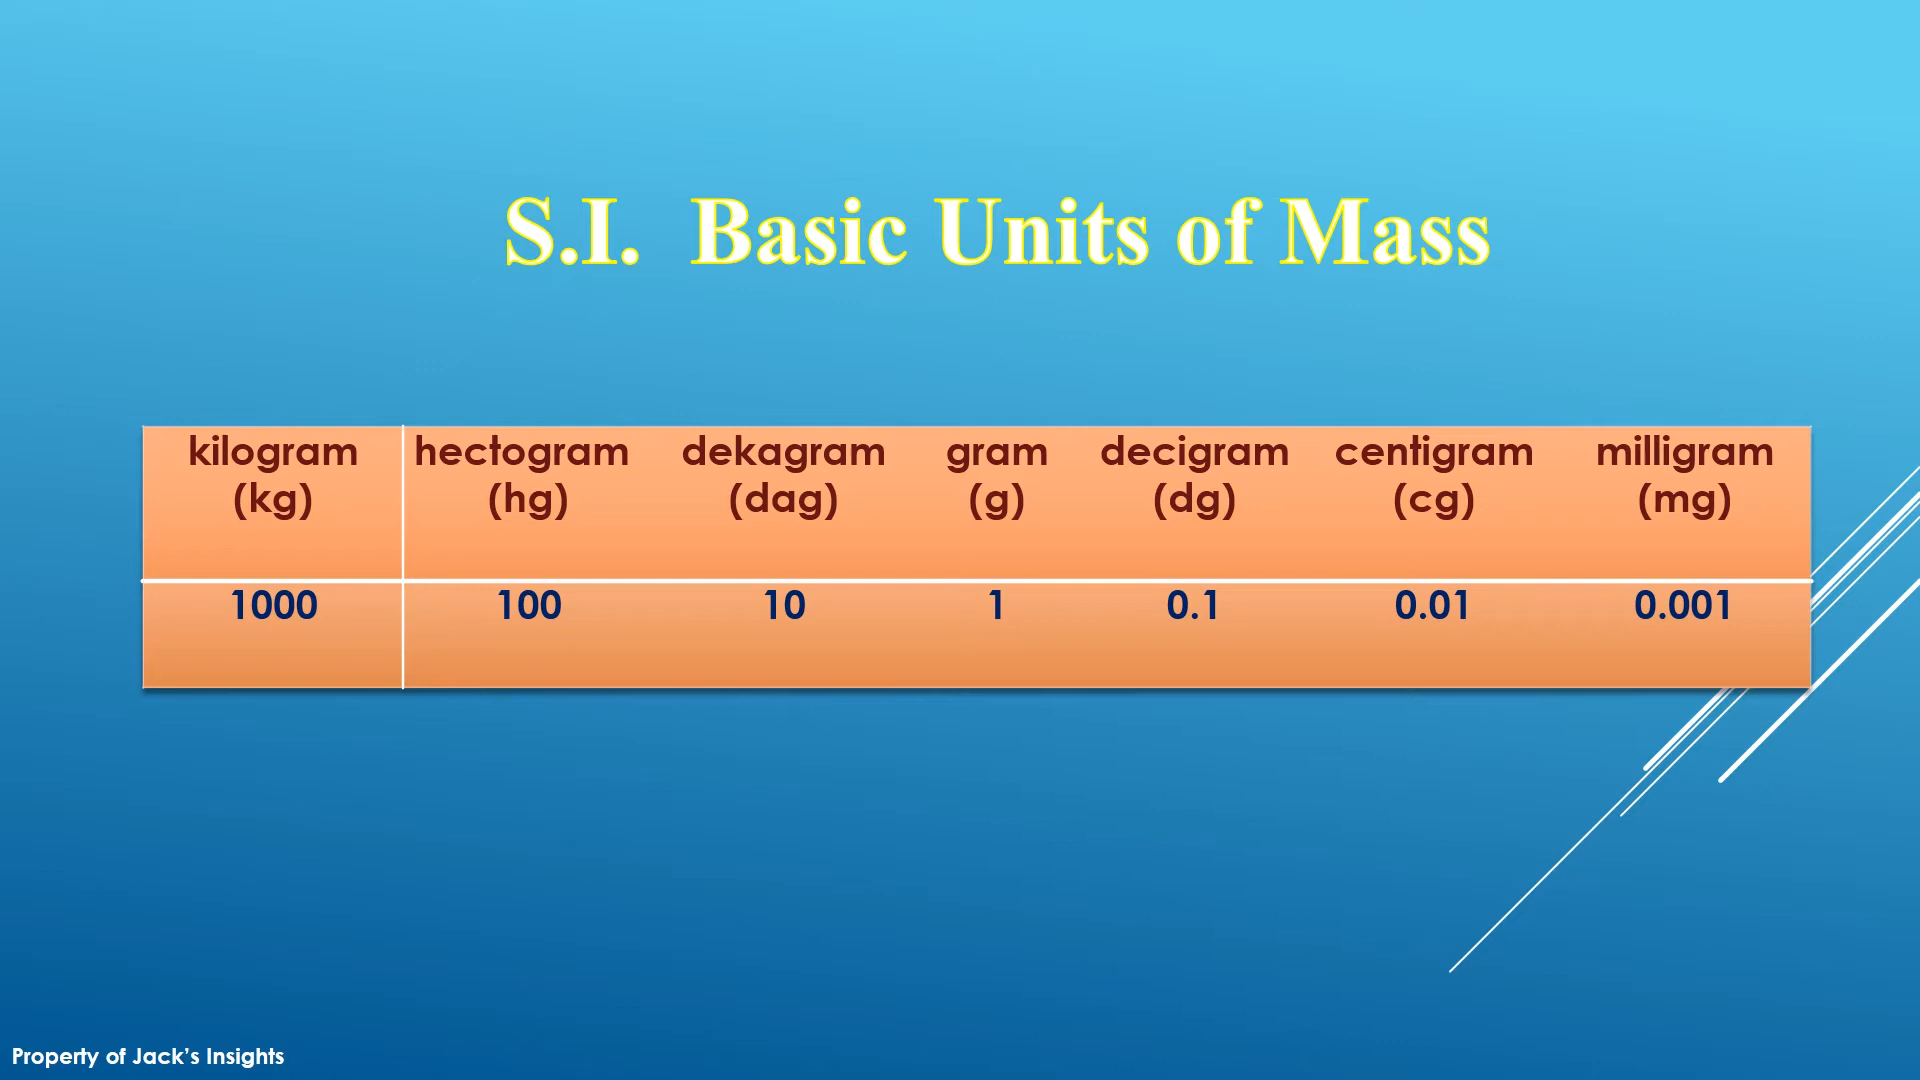 S.I.  Basic Units of Mass
kilogram hectogram dekagram gram decigram centigram milligram
(kg) (hg) (dag) (g) (dg) (cg) (mg)
1000 100 10 1 0.1 0.01 0.001
Property of Jack’s Insights